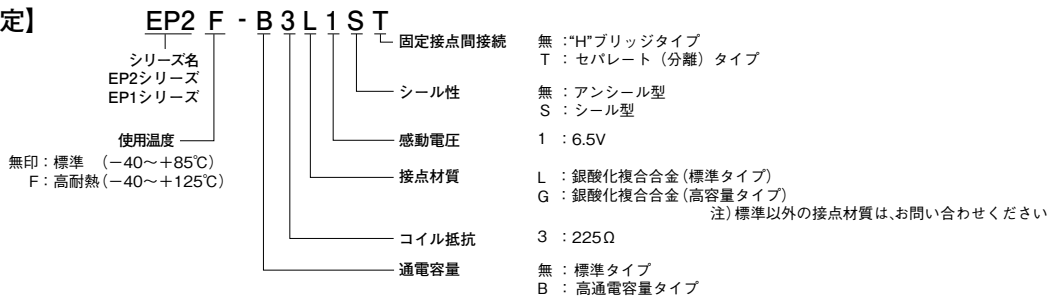 定】
EP2 F - B 3 L 1 S T
シリーズ名
EP2シリーズ
EP1シリーズ
使用温度
無印：標準 （－40～＋85℃）
F：高耐熱（－40～＋125℃）
固定接点間接続
無 ：“H”ブリッジタイプ
T ：セパレート（分離）タイプ
シール性
無 ：アンシール型
S ：シール型
感動電圧
1 ：6.5V
接点材質
L ：銀酸化複合合金（標準タイプ）
G ：銀酸化複合合金（高容量タイプ）
注）標準以外の接点材質は、お問い合わせください
コイル抵抗
3 ：225Ω
通電容量
無 ：標準タイプ
B ：高通電容量タイプ